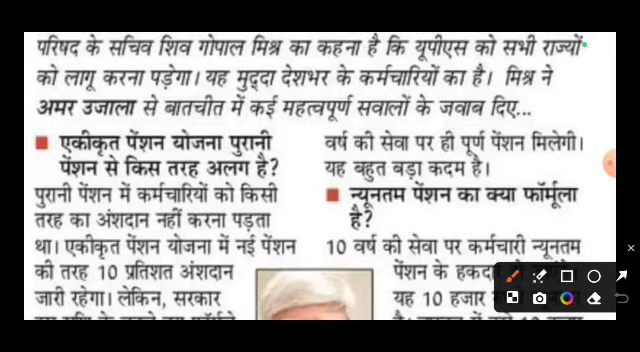 परिषद के सचिव शिव गोपाल मिश्र का कहना है कि यूपीएस को सभी राज्यों
को लागू करना पड़ेगा। यह मुद्दा देशभर के कर्मचारियों का है। मिश्र ने
अमर उजाला से बातचीत में कई महत्वपूर्ण सवालों के जवाब दिए...
एकीकृत पेंशन योजना पुरानी
पेंशन से किस तरह अलग है?
पुरानी पेंशन में कर्मचारियों को किसी
तरह का अंशदान नहीं करना पड़ता
था। एकीकृत पेंशन योजना में नई पेंशन
की तरह 10 प्रतिशत अंशदान
जारी रहेगा। लेकिन, सरकार
वर्ष की सेवा पर ही पूर्ण पेंशन मिलेगी।
यह बहुत बड़ा कदम है।
न्यूनतम पेंशन का क्या फॉर्मूला
है?
10 वर्ष की सेवा पर कर्मचारी न्यूनतम
पेंशन के हकदार
यह 10 हजार